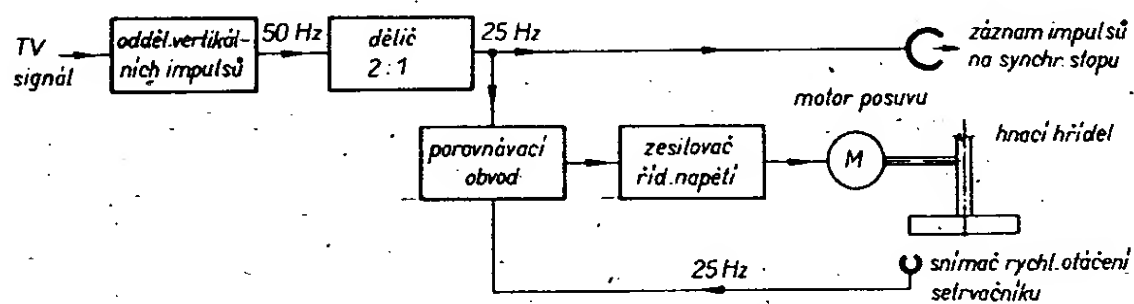 TV
signál
odděl.vertikál-
ních impulsů
50 Hz
dělič
2:1
25 Hz
záznam impulsů
na synchr. stopu
motor posuvu
hnací hřídel
porovnávací
obvod
zesilovač
říd.napětí
M
25 Hz
snímač rychl.otáčení
setrvačníku